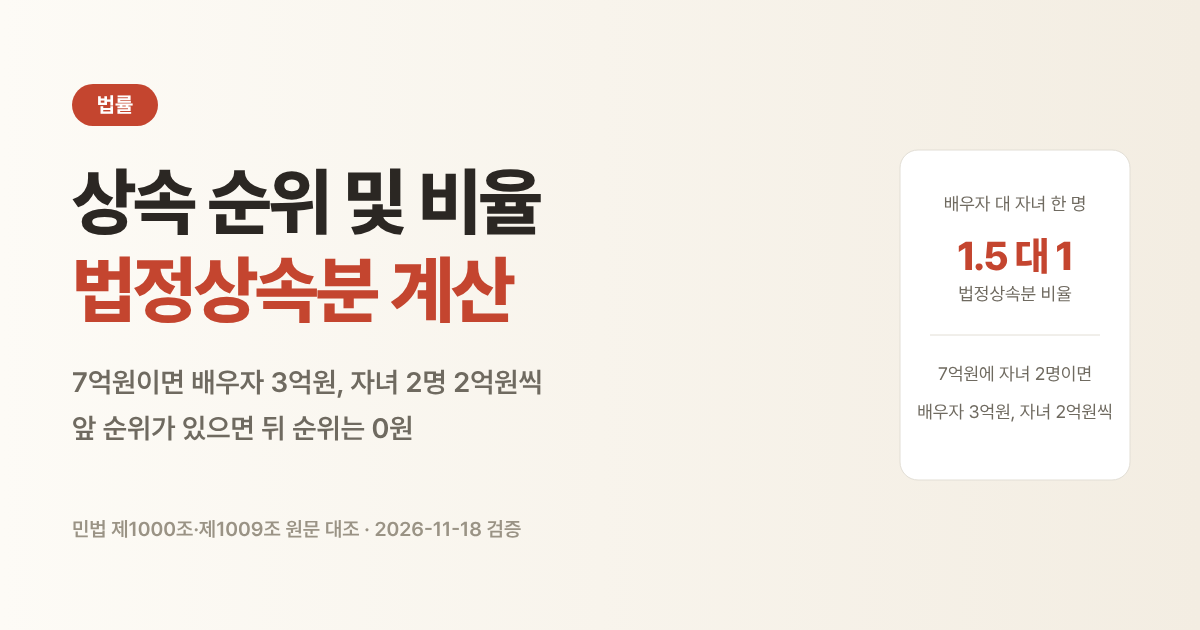 법률
상속 순위 및 비율
법정상속분 계산
7억원이면 배우자 3억원, 자녀 2명 2억원씩
앞 순위가 있으면 뒤 순위는 0원
민법 제1000조·제1009조 원문 대조 · 2026-11-18 검증
배우자 대 자녀 한 명
1.5 대 1
법정상속분 비율
7억원에 자녀 2명이면
배우자 3억원, 자녀 2억원씩